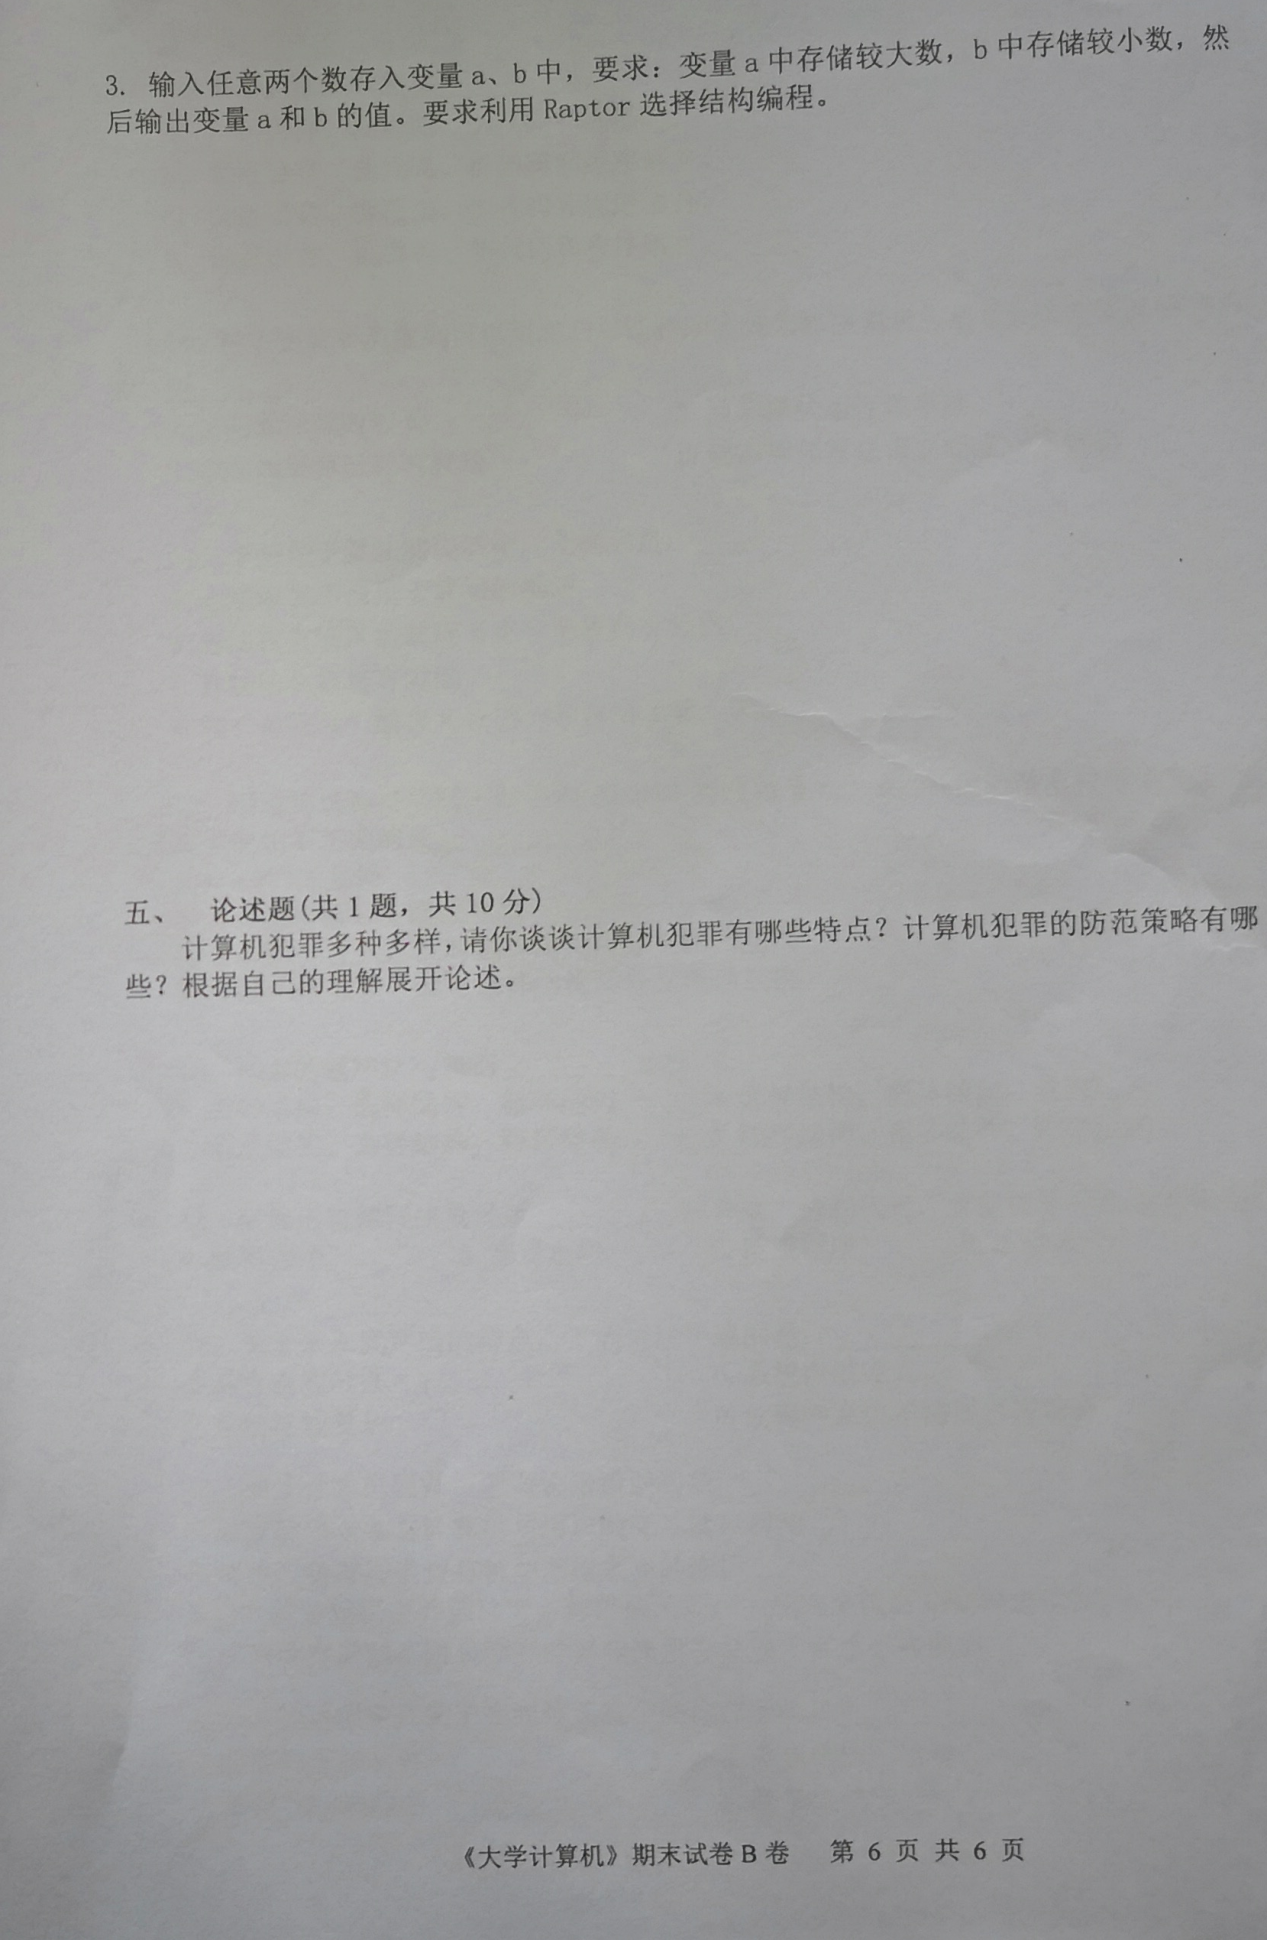 3. 输入任意两个数存入变量 a、b 中，要求：变量 a 中存储较大数，b 中存储较小数，然
后输出变量 a 和 b 的值。要求利用 Raptor 选择结构编程。
五、 论述题(共 1 题，共 10 分)
计算机犯罪多种多样，请你谈谈计算机犯罪有哪些特点？计算机犯罪的防范策略有哪
些？根据自己的理解展开论述。
《大学计算机》期末试卷 B 卷 第 6 页 共 6 页